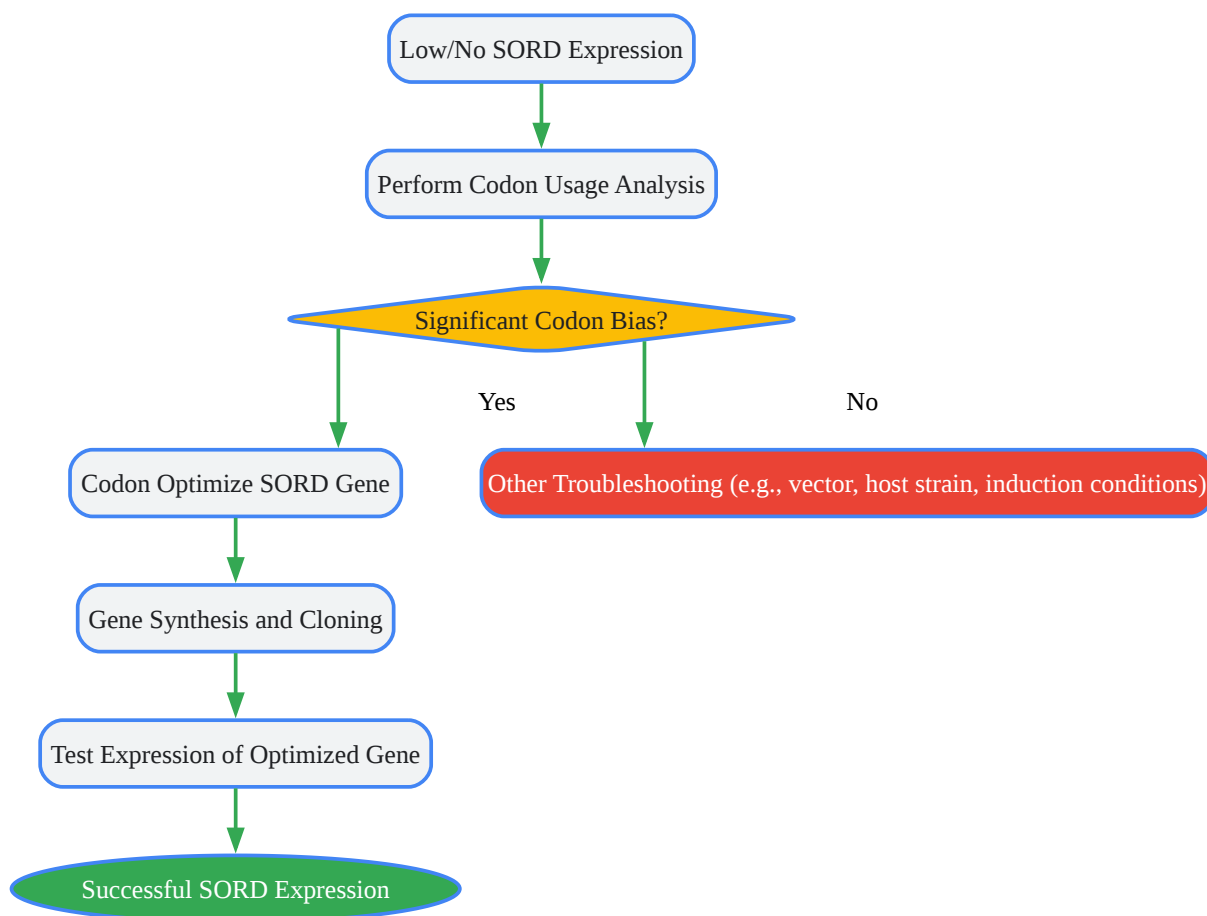 Low/No SORD Expression
Perform Codon Usage Analysis
Significant Codon Bias?
Yes
No
Codon Optimize SORD Gene
Other Troubleshooting (e.g., vector, host strain, induction conditions)
Gene Synthesis and Cloning
Test Expression of Optimized Gene
Successful SORD Expression